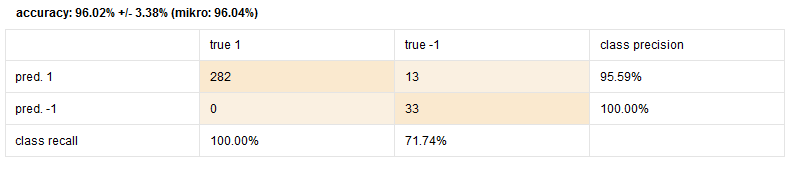 accuracy: 96.02% +/- 3.38% (mikro: 96.04%)
true 1 true -1 class precision
pred. 1 282 13 95.59%
pred. -1 0 33 100.00%
class recall 100.00% 71.74%